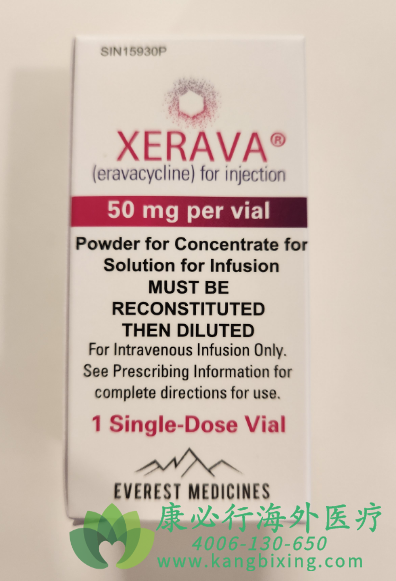 SIN15930P
XERAVA®
(eravacycline) for injection
50 mg per vial
Powder for Concentrate for
Solution for Infusion
MUST BE
RECONSTITUTED
THEN DILUTED
For Intravenous Infusion Only.
See Prescribing Information for
complete directions for use.
1 Single-Dose Vial
EVEREST MEDICINES
康必行海外医疗
4006-130-650
www.kangbixing.com